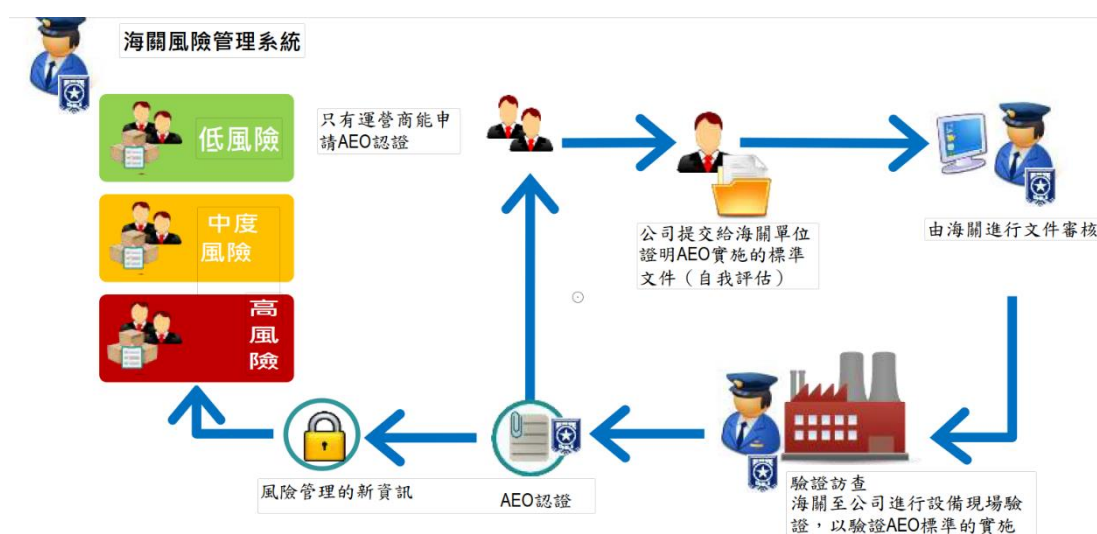 海關風險管理系統
低風險
只有運營商能申
請AEO認證
中度
風險
公司提交給海關單位
證明AEO實施的標準
文件（自我評估）
由海關進行文件審核
高
風
險
風險管理的新資訊
AEO認證
驗證訪查
海關至公司進行設備現場驗
證，以驗證AEO標準的實施